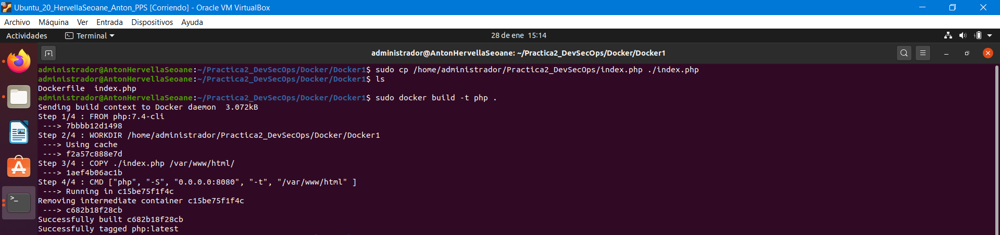 Ubuntu_20_HervellaSeoane_Anton_PPS [Corriendo] - Oracle VM VirtualBox
Archivo Máquina Ver Entrada Dispositivos Ayuda
Actividades Terminal 28 de ene 15:14
administrador@AntonHervellaSeoane: ~/Practica2_DevSecOps/Docker/Docker1
administrador@AntonHervellaSeoane:~/Practica2_DevSecOps/Docker/Docker1$ sudo cp /home/administrador/Practica2_DevSecOps/index.php ./index.php
administrador@AntonHervellaSeoane:~/Practica2_DevSecOps/Docker/Docker1$ ls
Dockerfile  index.php
administrador@AntonHervellaSeoane:~/Practica2_DevSecOps/Docker/Docker1$ sudo docker build -t php .
Sending build context to Docker daemon  3.072kB
Step 1/4 : FROM php:7.4-cli
 ---> 7bbbb12d1498
Step 2/4 : WORKDIR /home/administrador/Practica2_DevSecOps/Docker/Docker1
 ---> Using cache
 ---> f2a57c888e7d
Step 3/4 : COPY ./index.php /var/www/html/
 ---> 1aef4b06ac1b
Step 4/4 : CMD ["php", "-S", "0.0.0.0:8080", "-t", "/var/www/html" ]
 ---> Running in c15be75f1f4c
Removing intermediate container c15be75f1f4c
 ---> c682b18f28cb
Successfully built c682b18f28cb
Successfully tagged php:latest